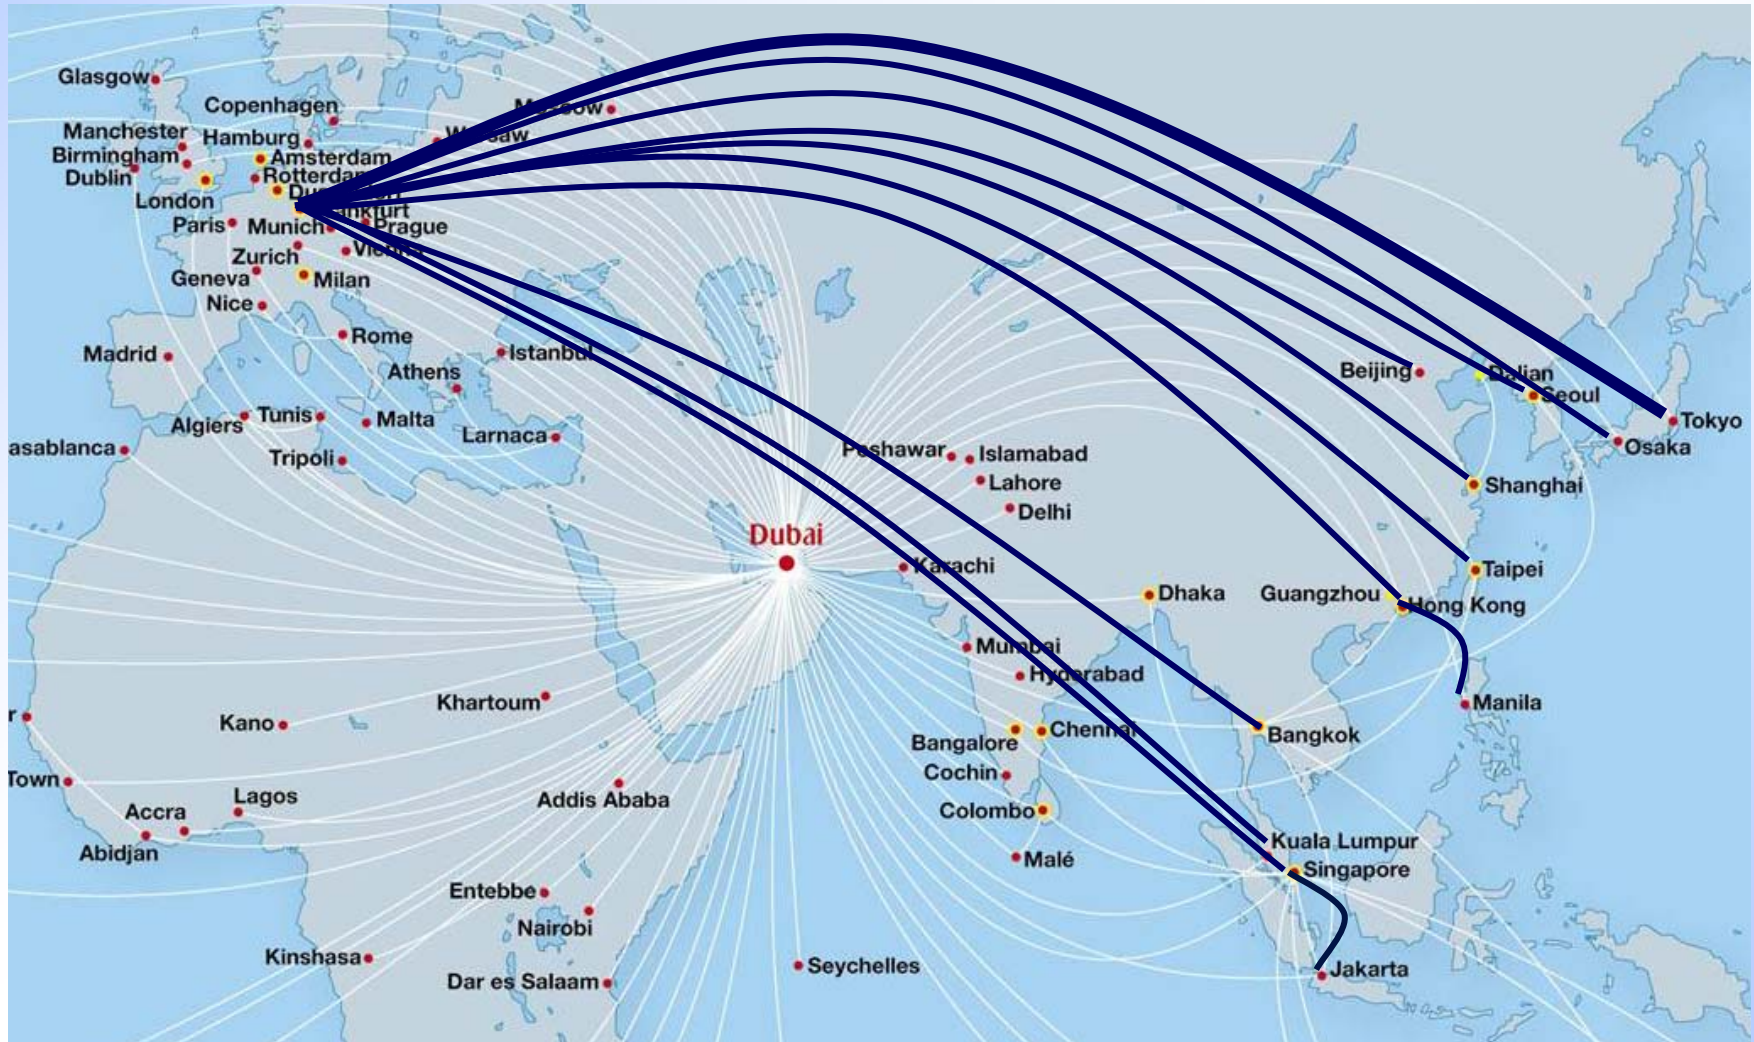 Glasgow
Copenhagen
Moscow
Manchester
Hamburg
Warsaw
Birmingham
Amsterdam
Dublin
Rotterdam
London
Paris
Munich
Prague
Zurich
Geneva
Milan
Nice
Rome
Madrid
Istanbul
Athens
Algiers
Tunis
Malta
Larnaca
asablanca
Tripoli
Beijing
Dalian
Seoul
Tokyo
Osaka
Peshawar
Islamabad
Lahore
Delhi
Shanghai
Dubai
Karachi
Taipei
Dhaka
Guangzhou
Hong Kong
Mumbai
Hyderabad
Khartoum
Manila
r
Kano
Bangalore
Chennai
Bangkok
Town
Cochin
Accra
Lagos
Addis Ababa
Colombo
Abidjan
Malé
Kuala Lumpur
Singapore
Entebbe
Nairobi
Kinshasa
Seychelles
Jakarta
Dar es Salaam